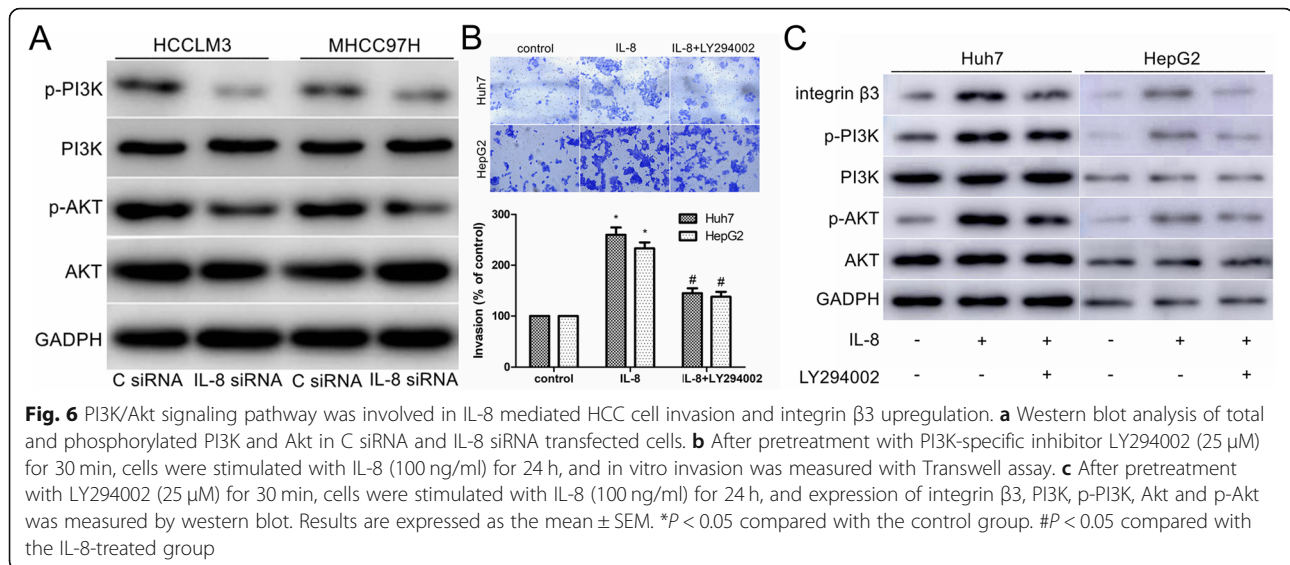 A
HCCLM3 MHCC97H
p-PI3K
PI3K
p-AKT
AKT
GADPH
C siRNA IL-8 siRNA C siRNA IL-8 siRNA
B
control IL-8 IL-8+LY294002
Huh7
HepG2
Invasion (% of control)
300
200
100
0
* *
# #
Huh7
HepG2
control IL-8 IL-8+LY294002
C
Huh7 HepG2
integrin β3
p-PI3K
PI3K
p-AKT
AKT
GADPH
IL-8 - + + - + +
LY294002 - - + - - +
Fig. 6 PI3K/Akt signaling pathway was involved in IL-8 mediated HCC cell invasion and integrin β3 upregulation. a Western blot analysis of total
and phosphorylated PI3K and Akt in C siRNA and IL-8 siRNA transfected cells. b After pretreatment with PI3K-specific inhibitor LY294002 (25 μM)
for 30 min, cells were stimulated with IL-8 (100 ng/ml) for 24 h, and in vitro invasion was measured with Transwell assay. c After pretreatment
with LY294002 (25 μM) for 30 min, cells were stimulated with IL-8 (100 ng/ml) for 24 h, and expression of integrin β3, PI3K, p-PI3K, Akt and p-Akt
was measured by western blot. Results are expressed as the mean ± SEM. *P < 0.05 compared with the control group. #P < 0.05 compared with
the IL-8-treated group